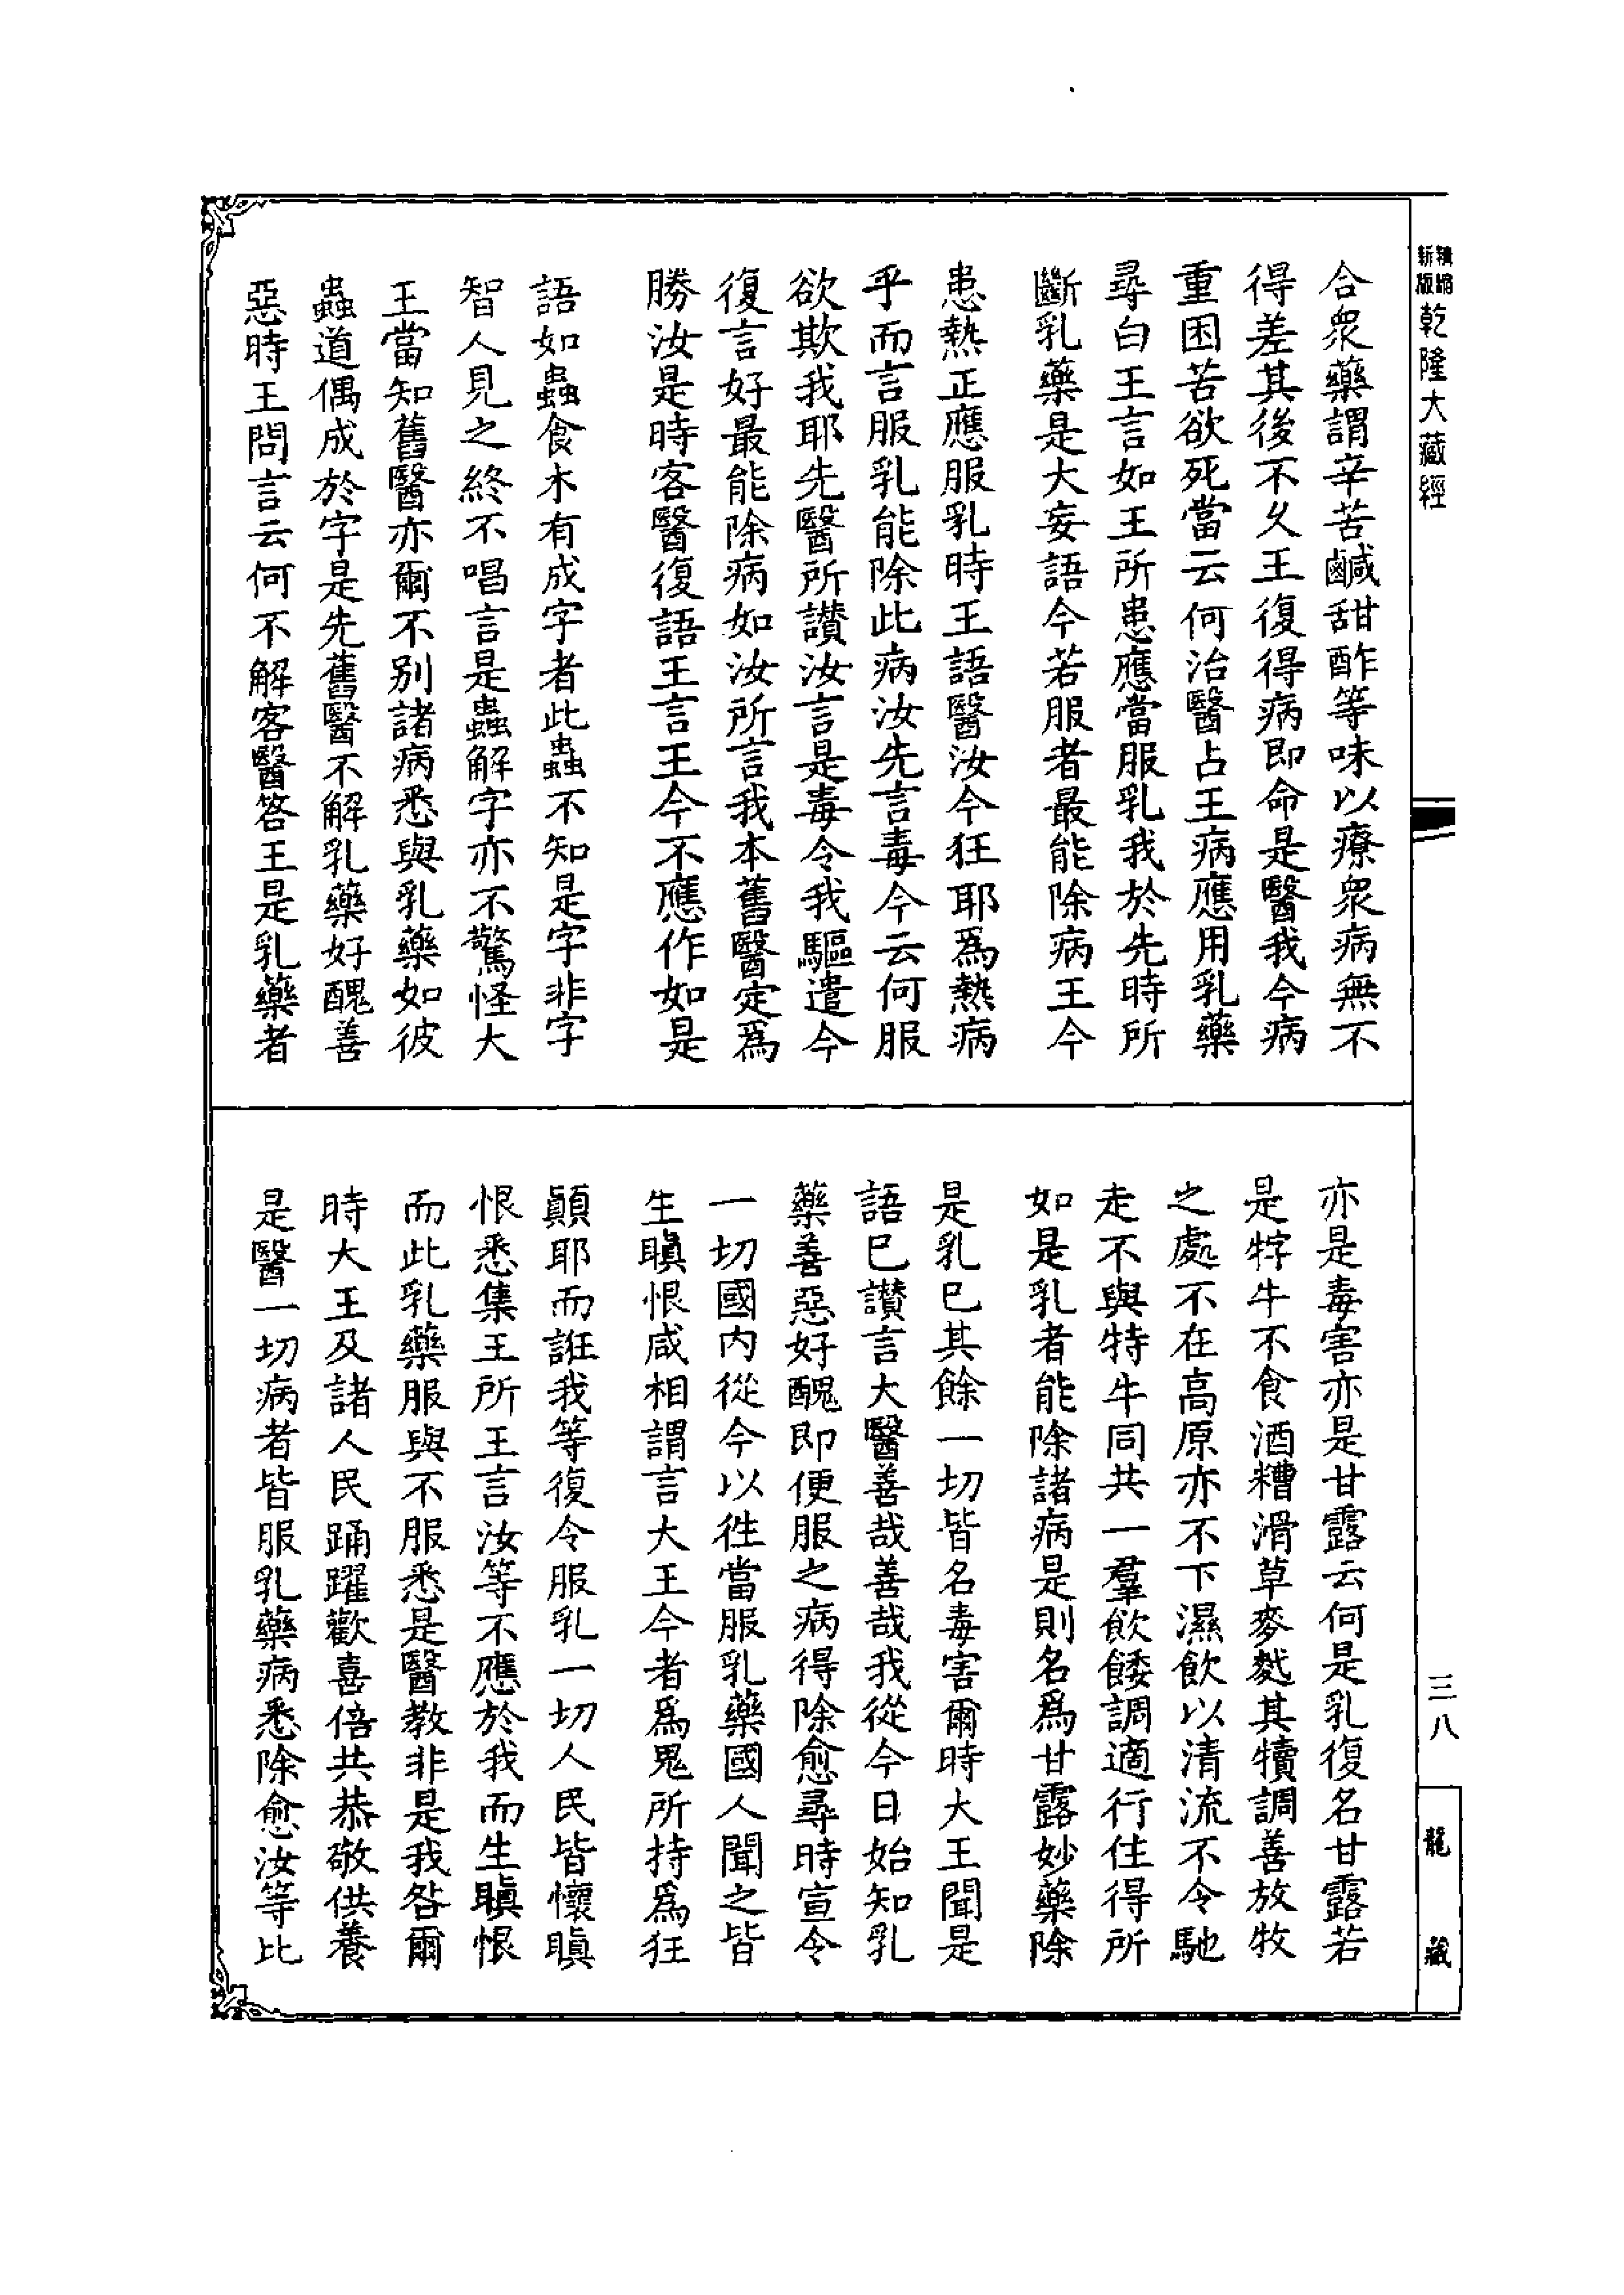 精縮新版乾隆大藏經
合衆藥謂辛苦鹹甜酢等味以療衆病無不
得差其後不久王復得病即命是醫我今病
重困苦欲死當云何治醫占王病應用乳藥
尋白王言如王所患應當服乳我於先時所
斷乳藥是大妄語今若服者最能除病王今
患熱正應服乳時王語醫汝今狂耶爲熱病
乎而言服乳能除此病汝先言毒今云何服
欲欺我耶先醫所讃汝言是毒令我驅遣今
復言好最能除病如汝所言我本舊醫定爲
勝汝是時客醫復語王言王今不應作如是
語如蟲食木有成字者此蟲不知是字非字
智人見之終不唱言是蟲解字亦不驚怪大
王當知舊醫亦爾不別諸病悉與乳藥如彼
蟲道偶成於字是先舊醫不解乳藥好醜善
惡時王問言云何不解客醫答王是乳藥者
亦是毒害亦是甘露云何是乳復名甘露若
是牸牛不食酒糟滑草麥䴬其犢調善放牧
之處不在高原亦不下濕飲以清流不令馳
走不與特牛同共一羣飲餧調適行住得所
如是乳者能除諸病是則名爲甘露妙藥除
是乳已其餘一切皆名毒害爾時大王聞是
語已讃言大醫善哉善哉我從今日始知乳
藥善惡好醜即便服之病得除愈尋時宣令
一切國內從今以徃當服乳藥國人聞之皆
生瞋恨咸相謂言大王今者爲鬼所持爲狂
顚耶而誑我等復令服乳一切人民皆懷瞋
恨悉集王所王言汝等不應於我而生瞋恨
而此乳藥服與不服悉是醫教非是我咎爾
時大王及諸人民踊躍歡喜倍共恭敬供養
是醫一切病者皆服乳藥病悉除愈汝等比
三八
龍藏